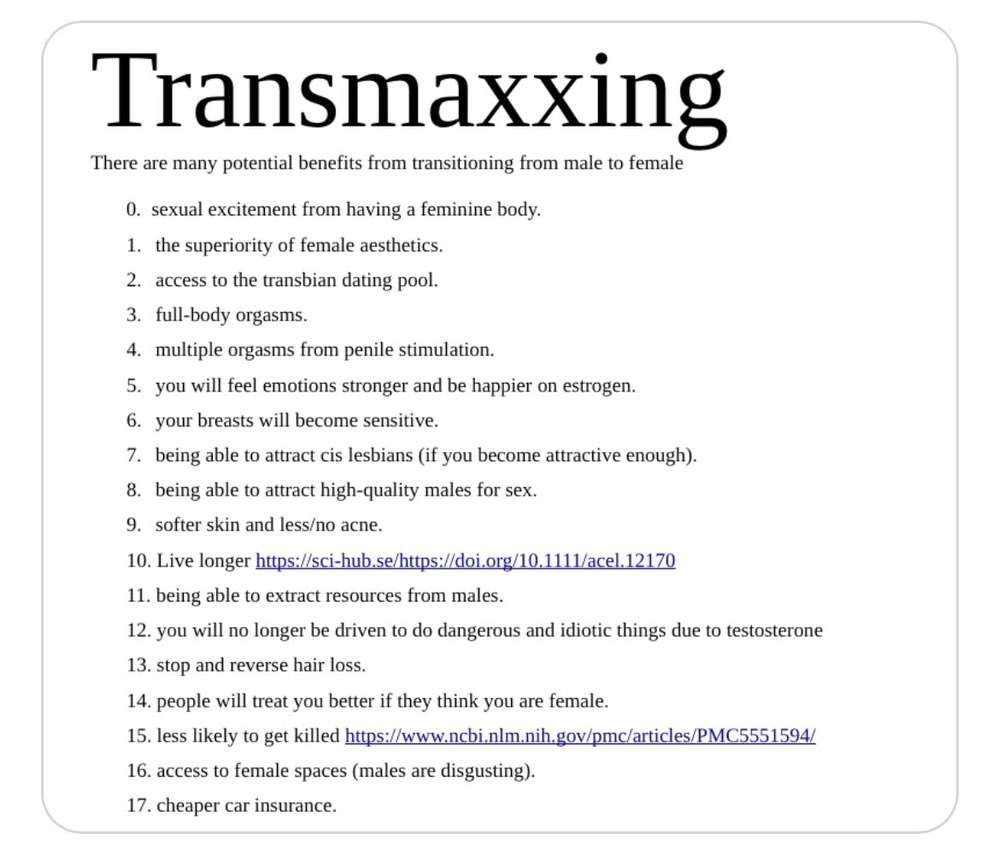 Transmaxxing
There are many potential benefits from transitioning from male to female
0. sexual excitement from having a feminine body.
1. the superiority of female aesthetics.
2. access to the transbian dating pool.
3. full-body orgasms.
4. multiple orgasms from penile stimulation.
5. you will feel emotions stronger and be happier on estrogen.
6. your breasts will become sensitive.
7. being able to attract cis lesbians (if you become attractive enough).
8. being able to attract high-quality males for sex.
9. softer skin and less/no acne.
10. Live longer https://sci-hub.se/https://doi.org/10.1111/acel.12170
11. being able to extract resources from males.
12. you will no longer be driven to do dangerous and idiotic things due to testosterone
13. stop and reverse hair loss.
14. people will treat you better if they think you are female.
15. less likely to get killed https://www.ncbi.nlm.nih.gov/pmc/articles/PMC5551594/
16. access to female spaces (males are disgusting).
17. cheaper car insurance.